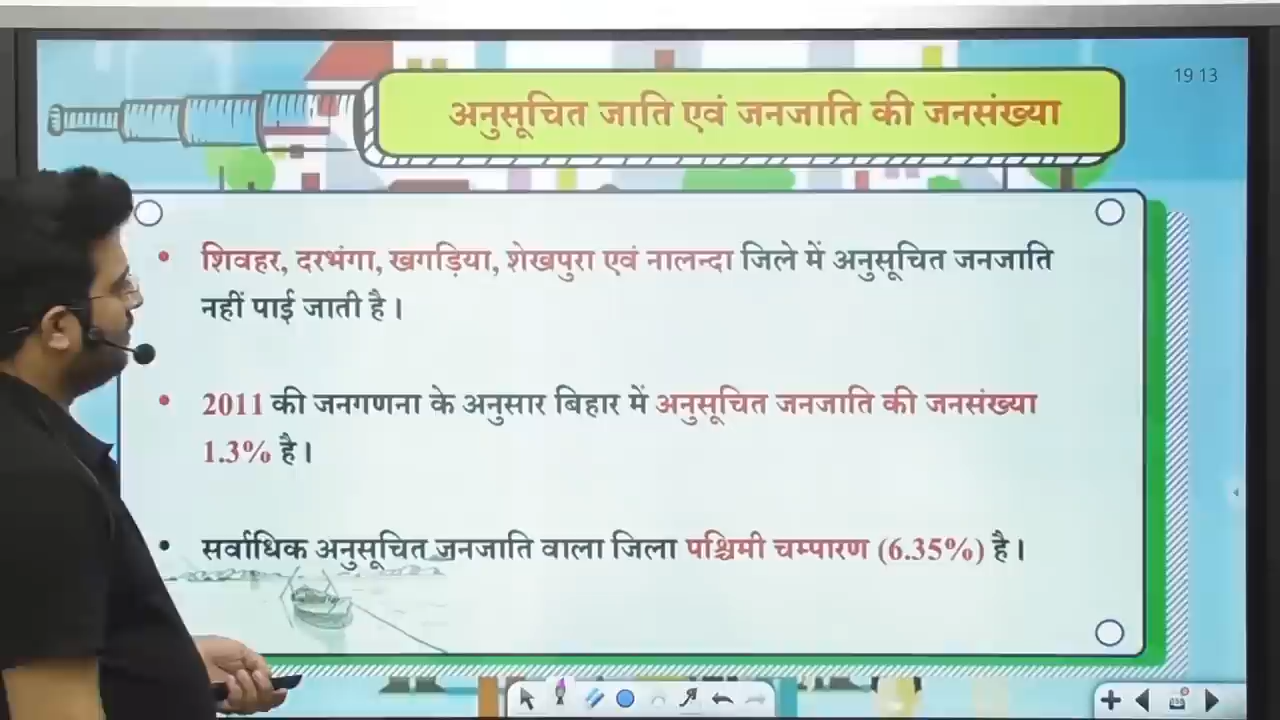 19 13
अनुसूचित जाति एवं जनजाति की जनसंख्या
• शिवहर, दरभंगा, खगड़िया, शेखपुरा एवं नालन्दा जिले में अनुसूचित जनजाति
नहीं पाई जाती है।
• 2011 की जनगणना के अनुसार बिहार में अनुसूचित जनजाति की जनसंख्या
1.3% है।
• सर्वाधिक अनुसूचित जनजाति वाला जिला पश्चिमी चम्पारण (6.35%) है।